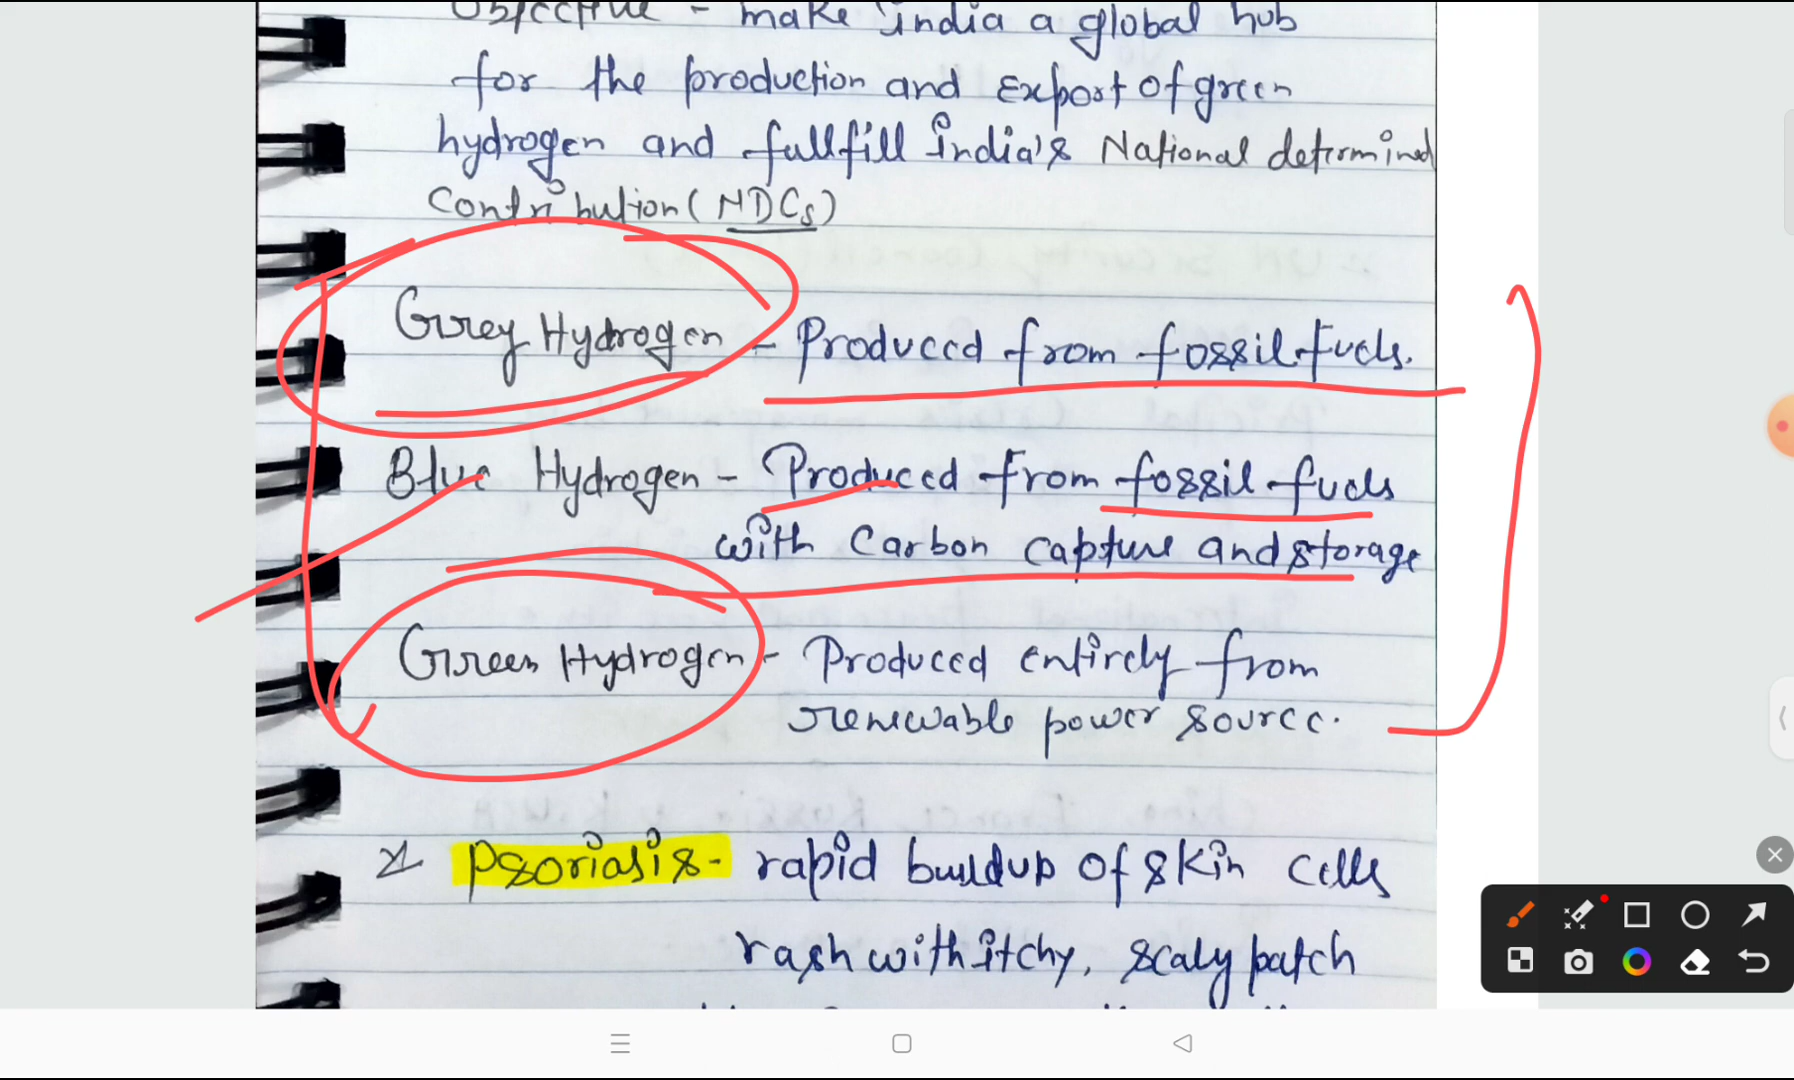 Objective - make india a global hub
for the production and Export of green
hydrogen and fullfill india's National determined
Contribution (NDCs)
Grey Hydrogen - Produced from fossil fuels.
Blue Hydrogen - Produced from fossil fuels
with Carbon capture and storage
Green Hydrogen - Produced entirely from
renewable power source.
Psoriasis - rapid buildup of skin cells
rash with itchy, scaly patch